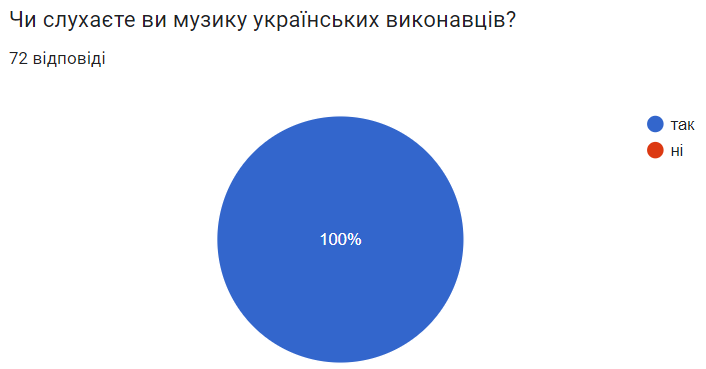 Чи слухаєте ви музику українських виконавців?
72 відповіді
так
ні
100%